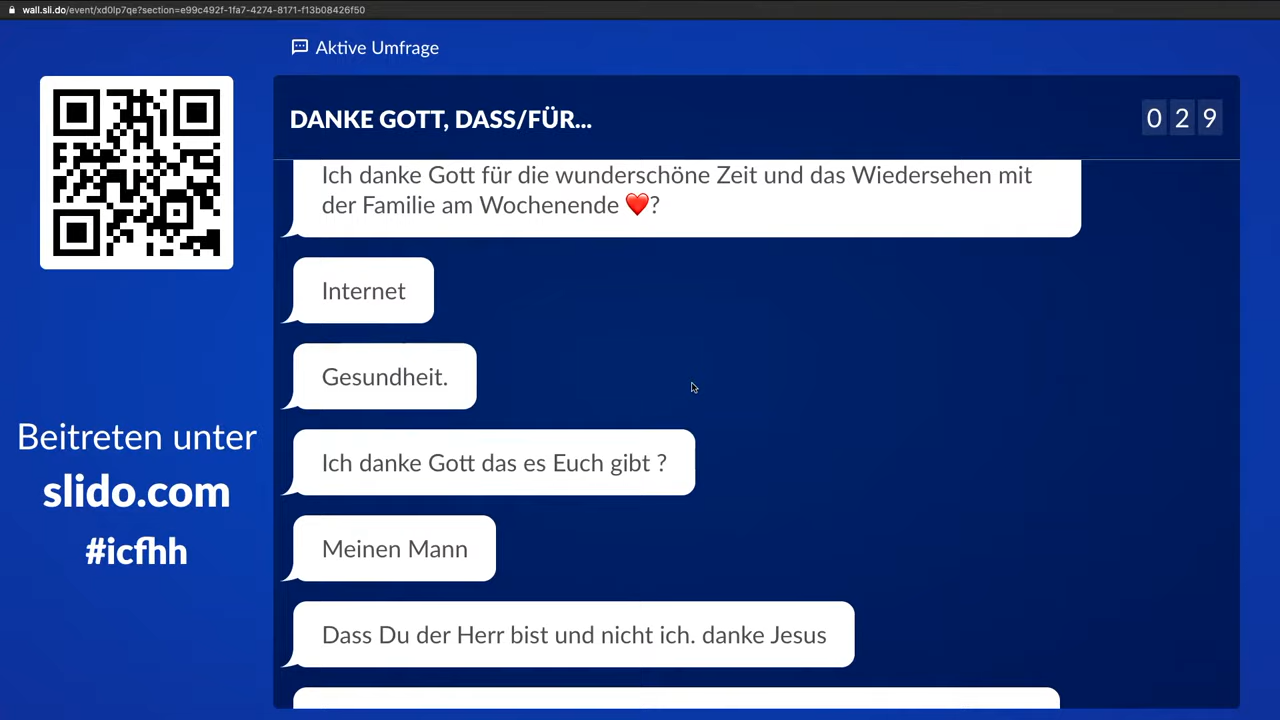 wall.sli.do/event/xd0lp7qe?section=e99c492f-1fa7-4274-8171-f13b08426f50
Aktive Umfrage
DANKE GOTT, DASS/FÜR...
029
Ich danke Gott für die wunderschöne Zeit und das Wiedersehen mit
der Familie am Wochenende ❤️?
Internet
Gesundheit.
Ich danke Gott das es Euch gibt ?
Meinen Mann
Dass Du der Herr bist und nicht ich. danke Jesus
Beitreten unter
slido.com
#icfhh